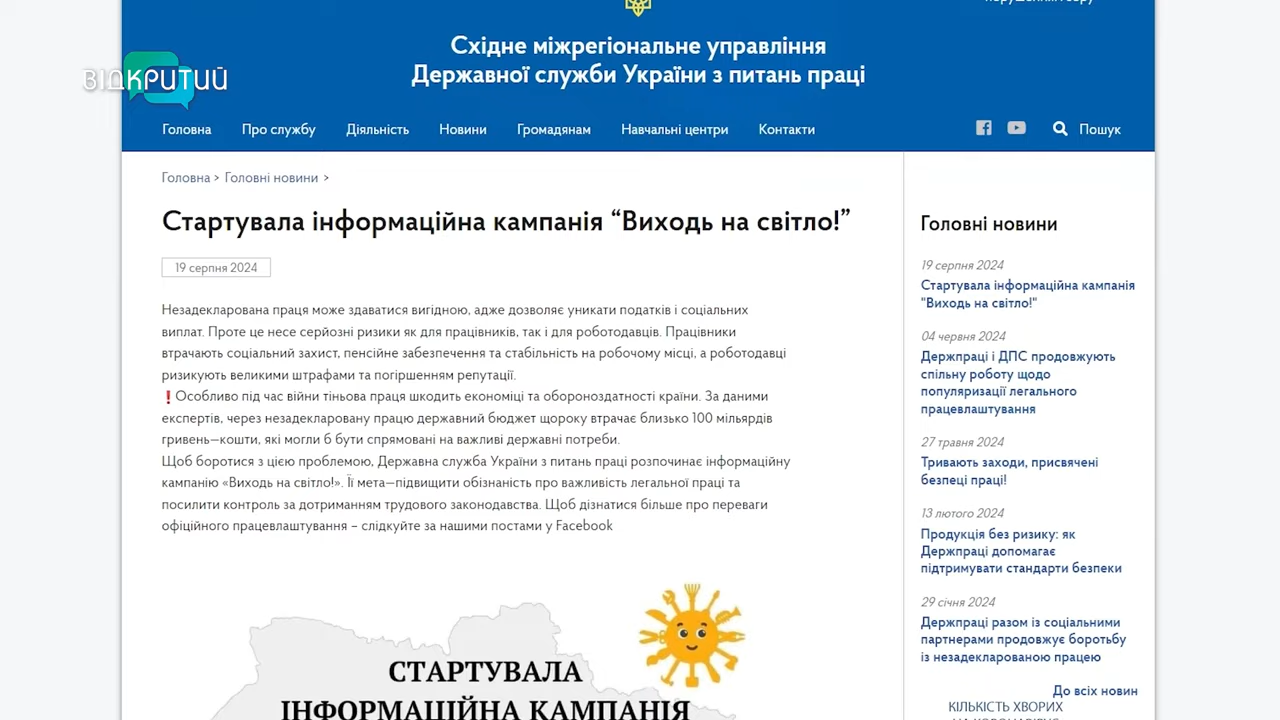 порушення торгу
Східне міжрегіональне управління
Державної служби України з питань праці
ВІДКРИТИЙ
Головна Про службу Діяльність Новини Громадянам Навчальні центри Контакти Пошук
Головна > Головні новини >
Стартувала інформаційна кампанія “Виходь на світло!”
19 серпня 2024
Незадекларована праця може здаватися вигідною, адже дозволяє уникати податків і соціальних
виплат. Проте це несе серйозні ризики як для працівників, так і для роботодавців. Працівники
втрачають соціальний захист, пенсійне забезпечення та стабільність на робочому місці, а роботодавці
ризикують великими штрафами та погіршенням репутації.
❗Особливо під час війни тіньова праця шкодить економіці та обороноздатності країни. За даними
експертів, через незадекларовану працю державний бюджет щороку втрачає близько 100 мільярдів
гривень—кошти, які могли б бути спрямовані на важливі державні потреби.
Щоб боротися з цією проблемою, Державна служба України з питань праці розпочинає інформаційну
кампанію «Виходь на світло!». Її мета—підвищити обізнаність про важливість легальної праці та
посилити контроль за дотриманням трудового законодавства. Щоб дізнатися більше про переваги
офіційного працевлаштування – слідкуйте за нашими постами у Facebook
СТАРТУВАЛА
ІНФОРМАЦІЙНА КАМПАНІЯ
Головні новини
19 серпня 2024
Стартувала інформаційна кампанія
"Виходь на світло!"
04 червня 2024
Держпраці і ДПС продовжують
спільну роботу щодо
популяризації легального
працевлаштування
27 травня 2024
Тривають заходи, присвячені
безпеці праці!
13 лютого 2024
Продукція без ризику: як
Держпраці допомагає
підтримувати стандарти безпеки
29 січня 2024
Держпраці разом із соціальними
партнерами продовжує боротьбу
із незадекларованою працею
До всіх новин
КІЛЬКІСТЬ ХВОРИХ
НА КОРОНАВІРУС